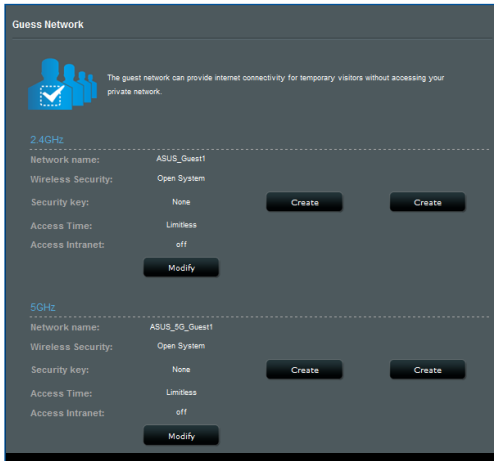 Guess Network
The guest network can provide internet connectivity for temporary visitors without accessing your
private network.
2.4GHz
Network name: ASUS_Guest1
Wireless Security: Open System
Security key: None Create Create
Access Time: Limitless
Access Intranet: off
Modify
5GHz
Network name: ASUS_5G_Guest1
Wireless Security: Open System
Security key: None Create Create
Access Time: Limitless
Access Intranet: off
Modify